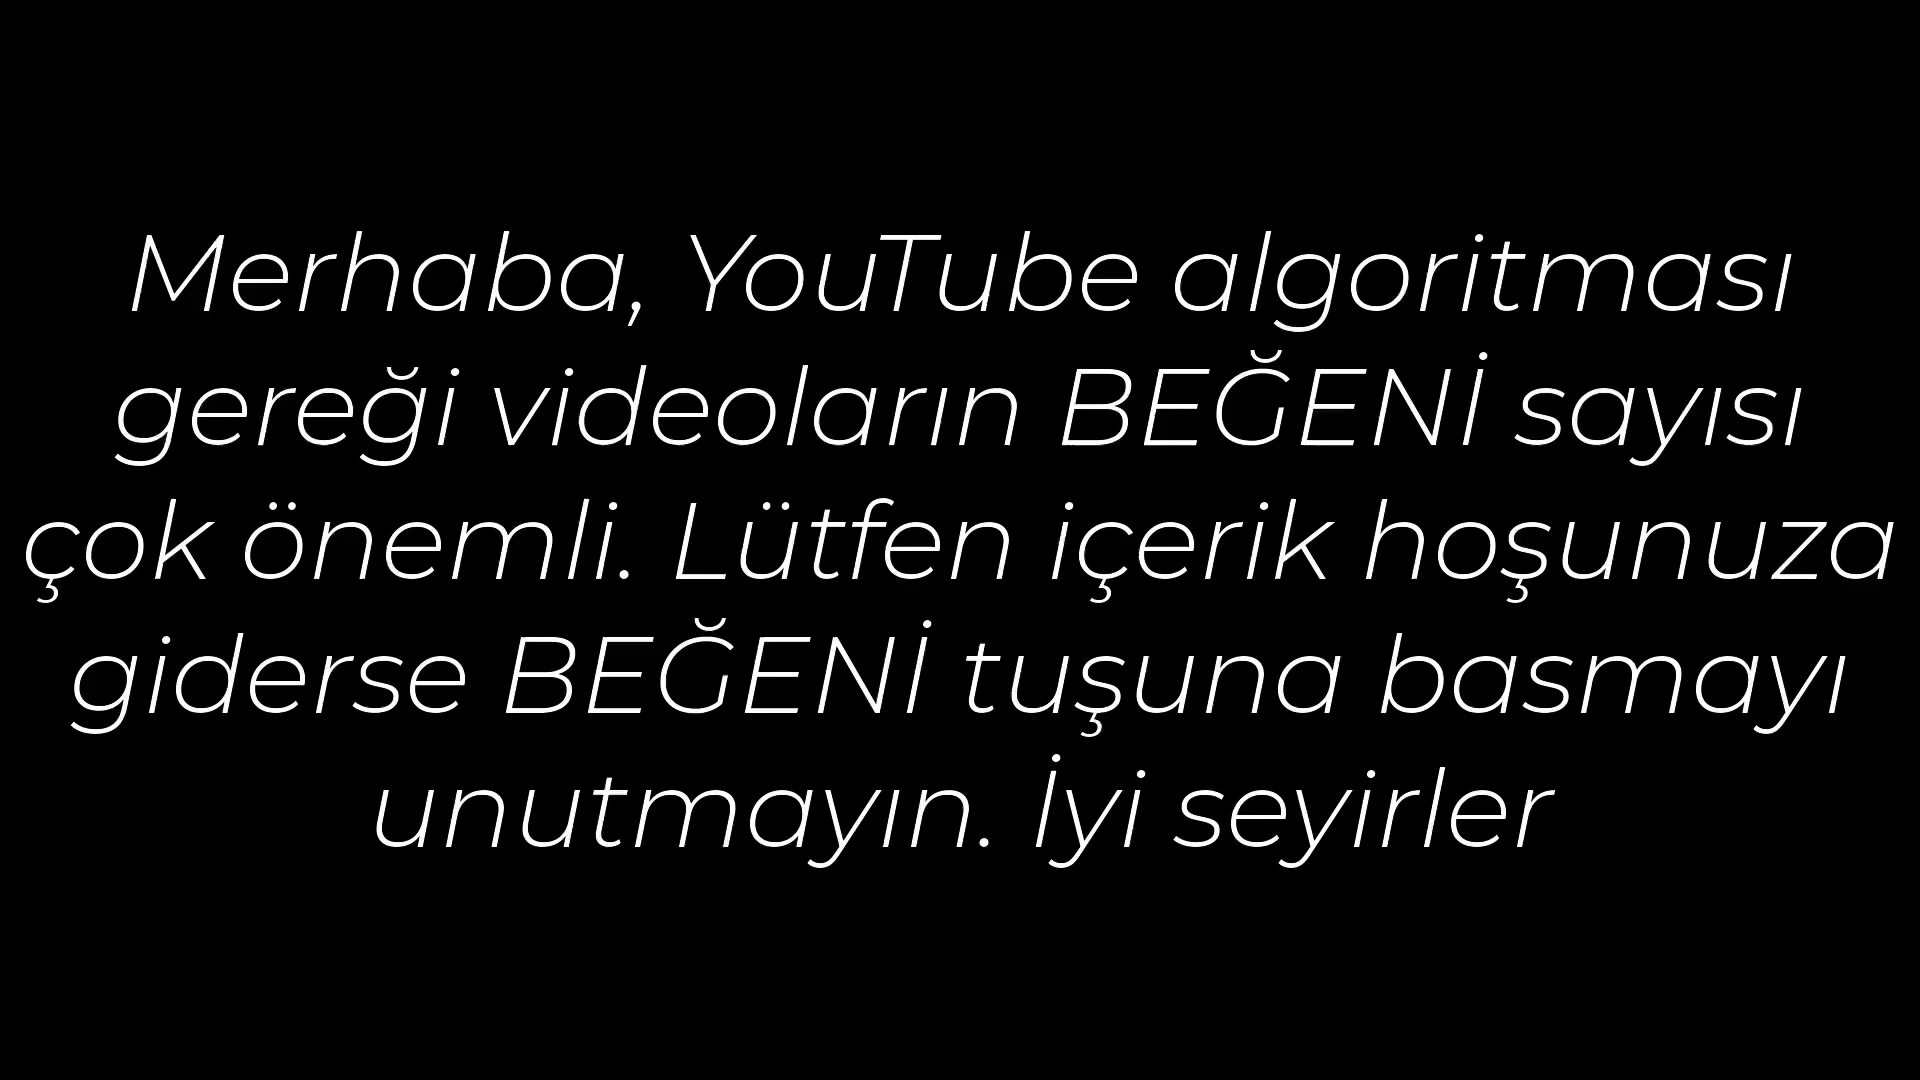 Merhaba, YouTube algoritması
gereği videoların BEĞENİ sayısı
çok önemli. Lütfen içerik hoşunuza
giderse BEĞENİ tuşuna basmayı
unutmayın. İyi seyirler